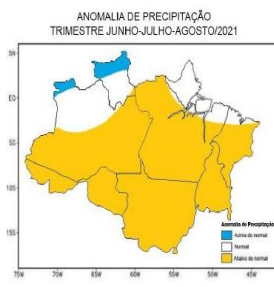 ANOMALIA DE PRECIPITAÇÃO
TRIMESTRE JUNHO-JULHO-AGOSTO/2021
5N
EQ
5S
10S
15S
Anomalia de Precipitação
Acima do normal
Normal
Abaixo do normal
75W 70W 65W 60W 55W 50W 45W